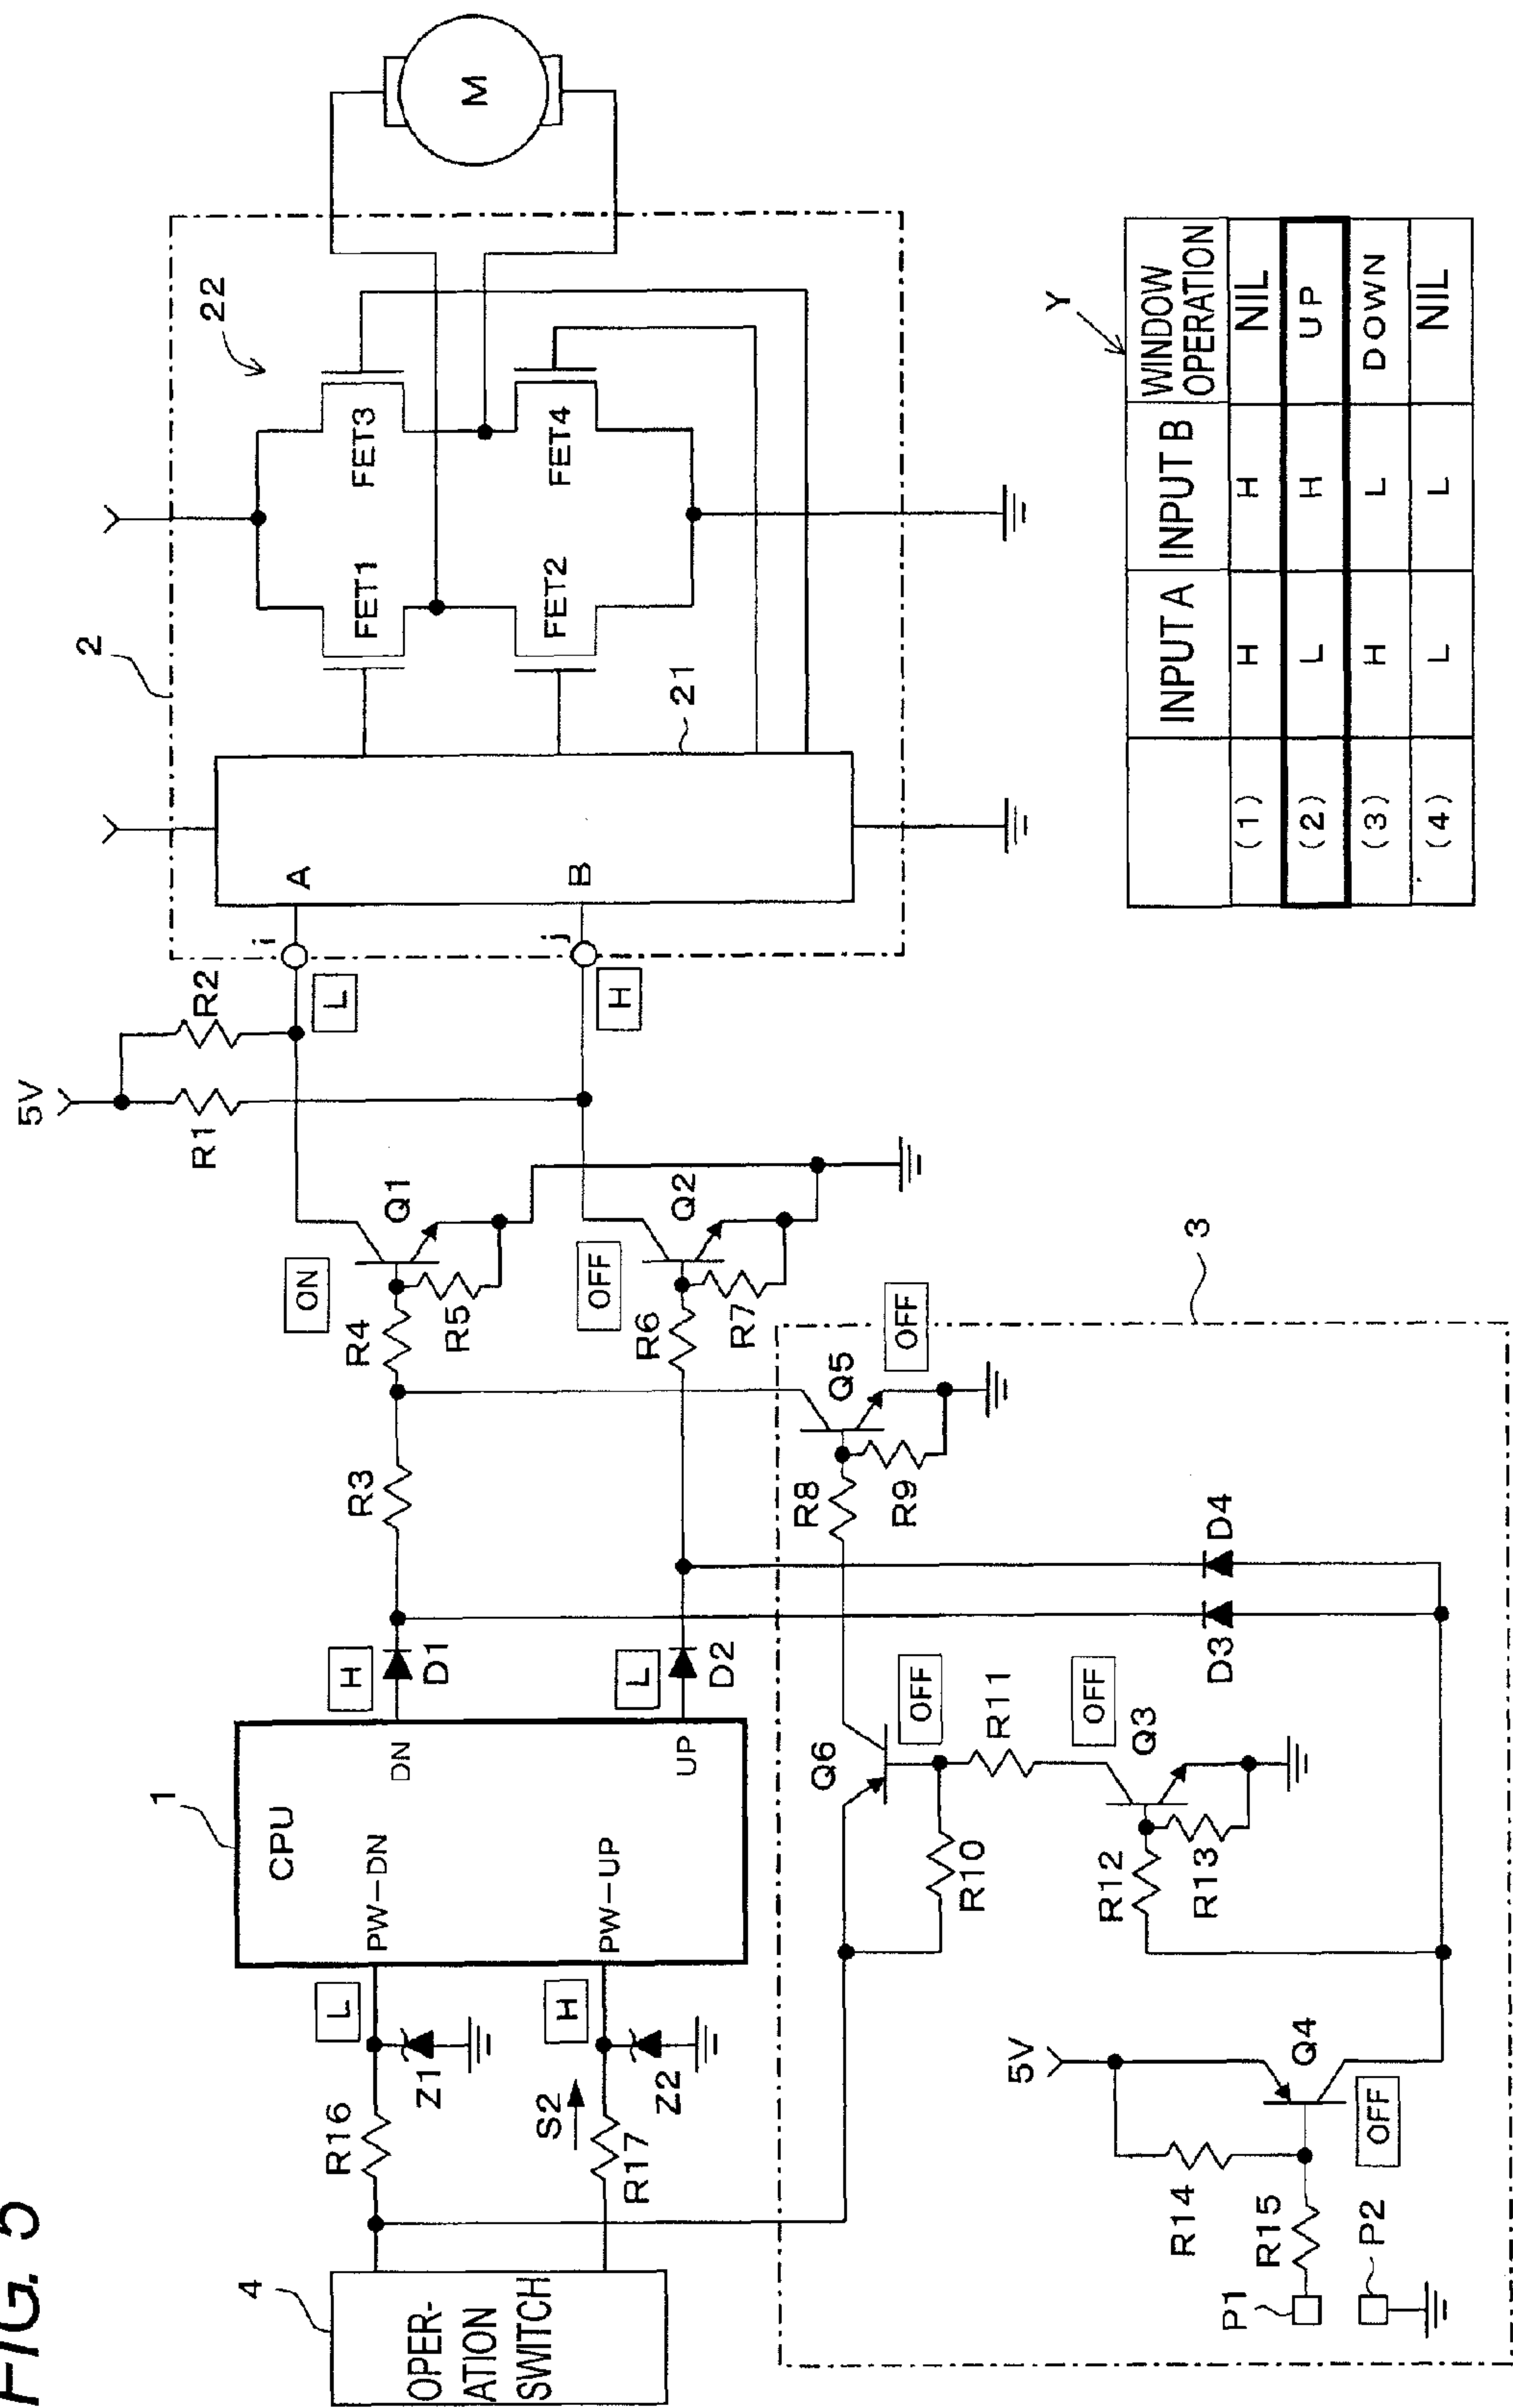 FIG. 5
4
OPER-
ATION
SWITCH
R16
R17
S2
Z1
Z2
L
H
1
CPU
PW-DN
PW-UP
DN
UP
H
L
D1
D2
R3
R4
R5
R6
R7
ON
OFF
Q1
Q2
5V
R1
R2
L
H
i
j
2
A
B
21
22
FET1
FET2
FET3
FET4
M
3
Q6
OFF
R8
R9
Q5
OFF
R10
R11
OFF
Q3
R12
R13
D3
D4
5V
Q4
OFF
R14
R15
P1
P2
Y
INPUT A INPUT B WINDOW OPERATION
(1) H H NIL
(2) L H UP
(3) H L DOWN
(4) L L NIL